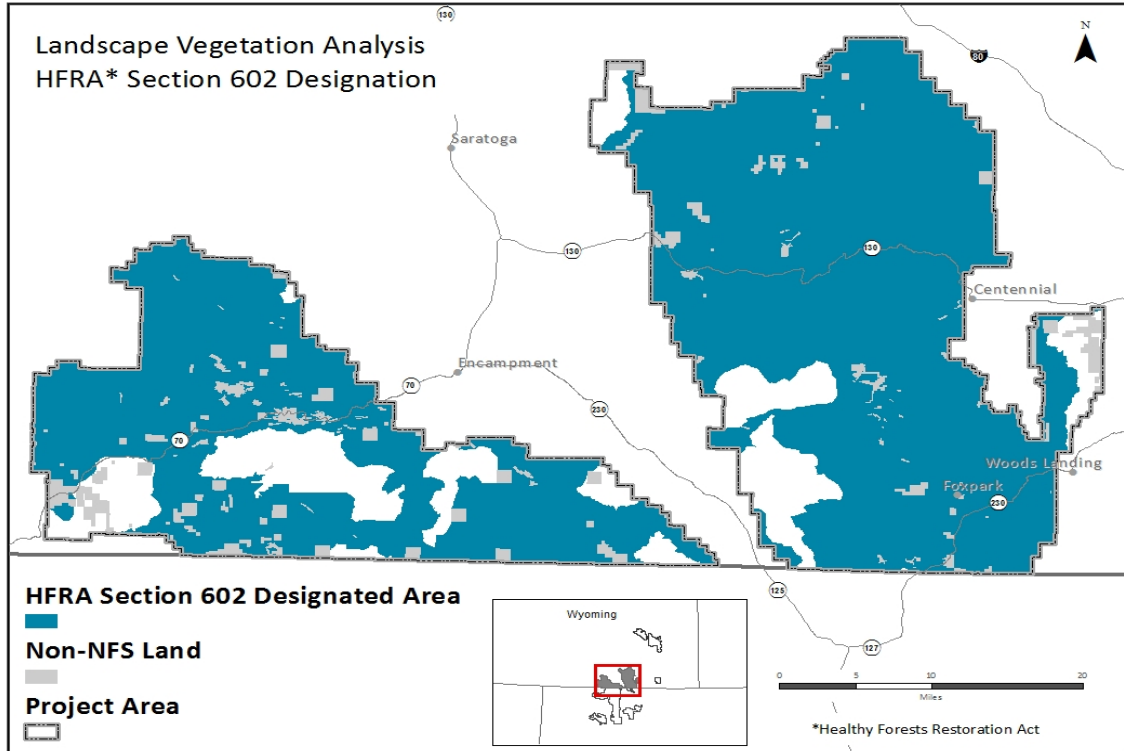 130
Landscape Vegetation Analysis
HFRA* Section 602 Designation
N
80
Saratoga
130
130
Centennial
Encampment
70
230
70
Woods Landing
Foxpark
230
HFRA Section 602 Designated Area
Non-NFS Land
Project Area
Wyoming
125
127
0 5 10 20
Miles
*Healthy Forests Restoration Act